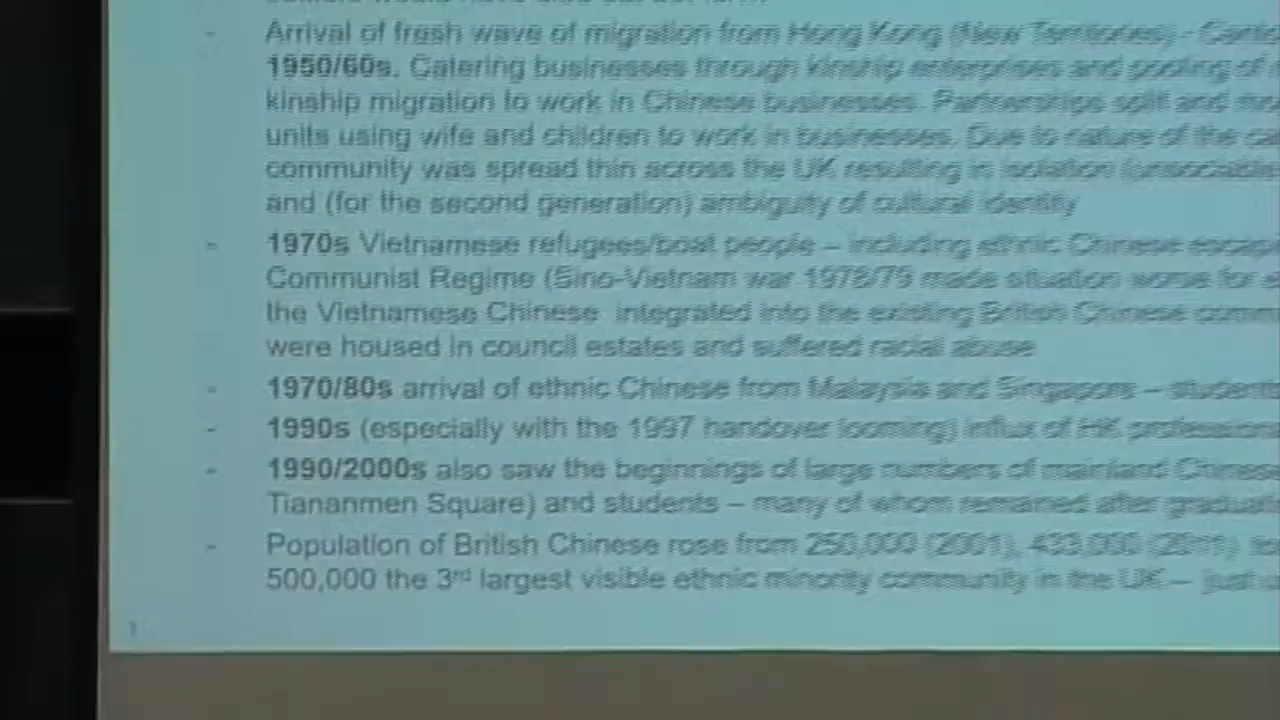 - Arrival of fresh wave of migration from Hong Kong (New Territories) -
1950/60s. Catering businesses through kinship enterprises and pooling of
kinship migration to work in Chinese businesses. Partnerships split and
units using wife and children to work in businesses. Due to nature of the
community was spread thin across the UK resulting in isolation (unsociable
and (for the second generation) ambiguity of cultural identity
- 1970s Vietnamese refugees/boat people – including ethnic Chinese
Communist Regime (Sino-Vietnam war 1978/79 made situation worse for
the Vietnamese Chinese integrated into the existing British Chinese
were housed in council estates and suffered racial abuse
- 1970/80s arrival of ethnic Chinese from Malaysia and Singapore – students
- 1990s (especially with the 1997 handover looming) influx of HK
- 1990/2000s also saw the beginnings of large numbers of mainland Chinese
Tiananmen Square) and students – many of whom remained after
- Population of British Chinese rose from 250,000 (2001), 433,000 (2011)
500,000 the 3rd largest visible ethnic minority community in the UK – just